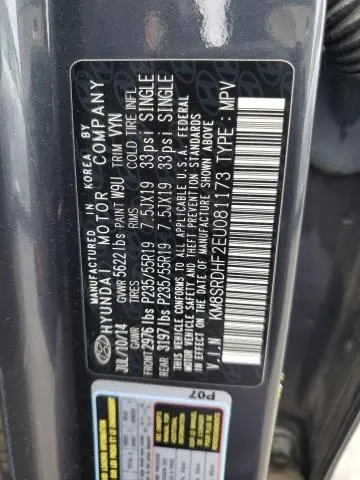 MANUFACTURED IN KOREA BY
HYUNDAI MOTOR COMPANY
JUL/10/14 GVWR 5622 lbs PAINT W9U TRIM VYN
TIRES RIMS COLD TIRE INFL.
FRONT 2976 lbs P235/55R19 7.5JX19 33psi SINGLE
REAR 3197 lbs P235/55R19 7.5JX19 33psi SINGLE
THIS VEHICLE CONFORMS TO ALL APPLICABLE U.S.A. FEDERAL
MOTOR VEHICLE SAFETY AND THEFT PREVENTION STANDARDS
IN EFFECT ON THE DATE OF MANUFACTURE SHOWN ABOVE.
V.I.N : KM8SRDHF2EU081173 TYPE : MPV
P07